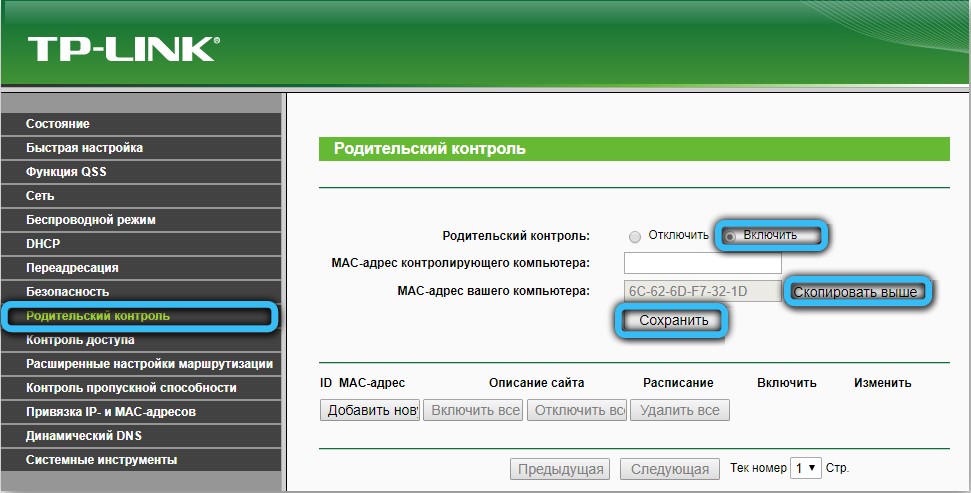 TP-LINK®
Состояние
Быстрая настройка
Функция QSS
Сеть
Беспроводной режим
DHCP
Переадресация
Безопасность
Родительский контроль
Контроль доступа
Расширенные настройки маршрутизации
Контроль пропускной способности
Привязка IP- и MAC-адресов
Динамический DNS
Системные инструменты
Родительский контроль
Родительский контроль: Отключить Включить
MAC-адрес контролирующего компьютера:
MAC-адрес вашего компьютера: 6C-62-6D-F7-32-1D Скопировать выше
Сохранить
ID MAC-адрес Описание сайта Расписание Включить Изменить
Добавить нов Включить все Отключить вс Удалить все
Предыдущая Следующая Тек номер 1 Стр.